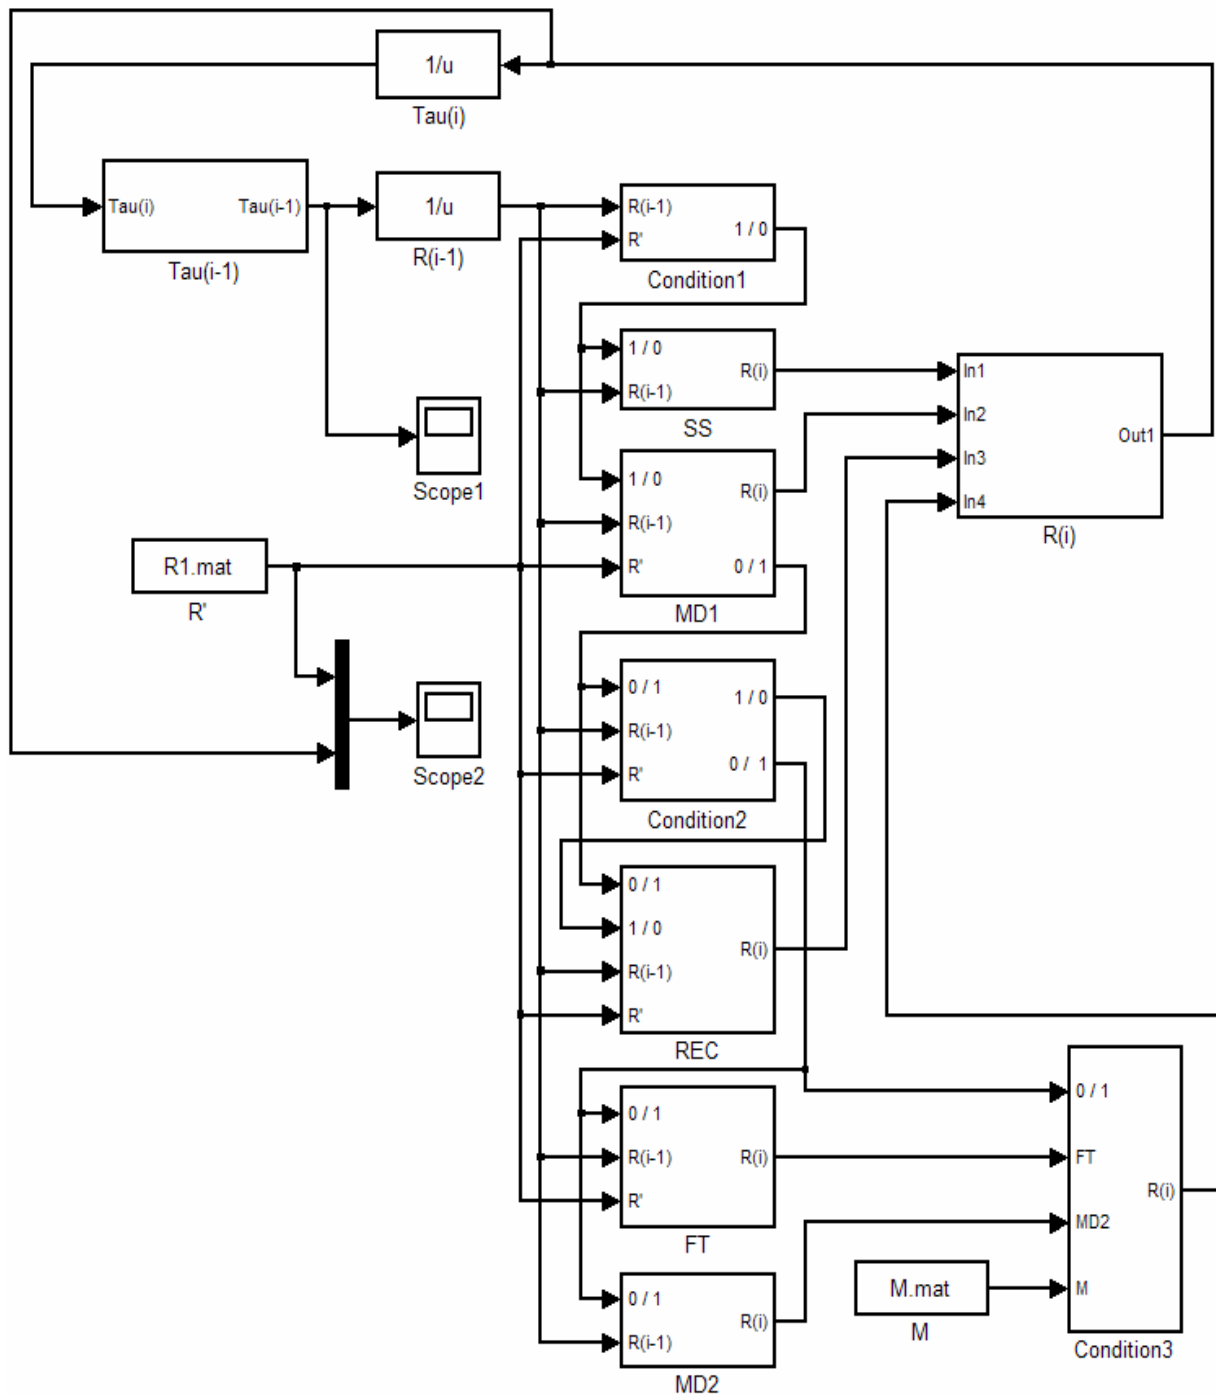 1/u
Tau(i)
Tau(i)
Tau(i-1)
Tau(i-1)
1/u
R(i-1)
R(i-1)
R'
1 / 0
Condition1
1 / 0
R(i-1)
R(i)
SS
1 / 0
R(i-1)
R'
R(i)
0 / 1
MD1
In1
In2
In3
In4
Out1
R(i)
Scope1
R1.mat
R'
Scope2
0 / 1
R(i-1)
R'
1 / 0
0 / 1
Condition2
0 / 1
1 / 0
R(i-1)
R'
R(i)
REC
0 / 1
R(i-1)
R'
R(i)
FT
0 / 1
R(i-1)
R(i)
MD2
M.mat
M
0 / 1
FT
MD2
M
R(i)
Condition3